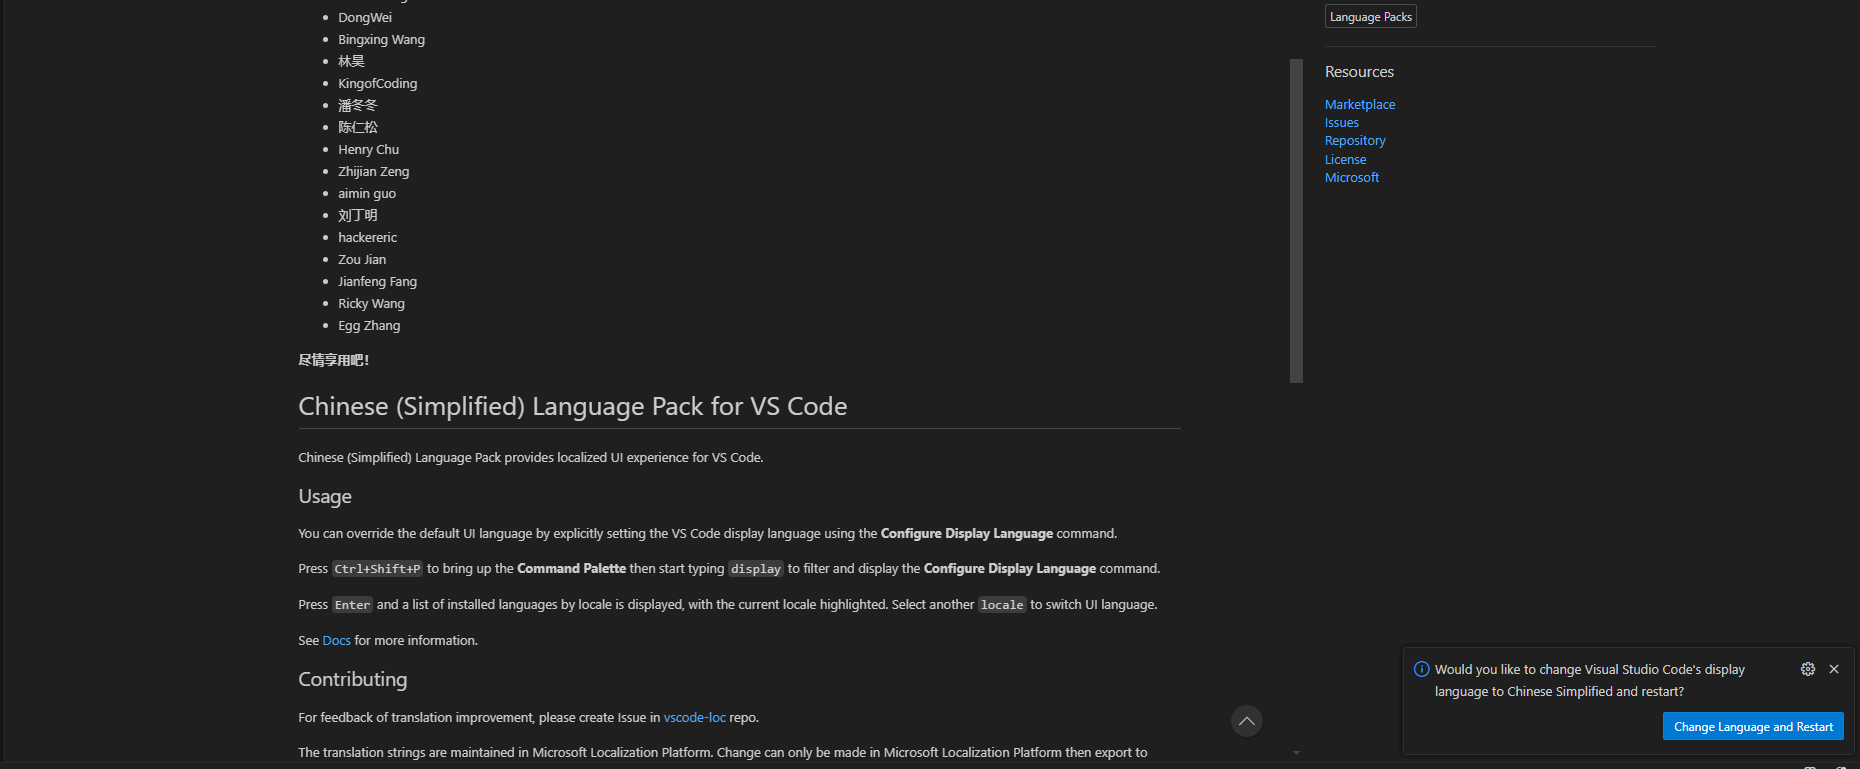 DongWei
Bingxing Wang
林昊
KingofCoding
潘冬冬
陈仁松
Henry Chu
Zhijian Zeng
aimin guo
刘丁明
hackereric
Zou Jian
Jianfeng Fang
Ricky Wang
Egg Zhang
尽情享用吧！
Chinese (Simplified) Language Pack for VS Code
Chinese (Simplified) Language Pack provides localized UI experience for VS Code.
Usage
You can override the default UI language by explicitly setting the VS Code display language using the Configure Display Language command.
Press Ctrl+Shift+P to bring up the Command Palette then start typing display to filter and display the Configure Display Language command.
Press Enter and a list of installed languages by locale is displayed, with the current locale highlighted. Select another locale to switch UI language.
See Docs for more information.
Contributing
For feedback of translation improvement, please create Issue in vscode-loc repo.
The translation strings are maintained in Microsoft Localization Platform. Change can only be made in Microsoft Localization Platform then export to
Language Packs
Resources
Marketplace
Issues
Repository
License
Microsoft
Would you like to change Visual Studio Code's display
language to Chinese Simplified and restart?
Change Language and Restart